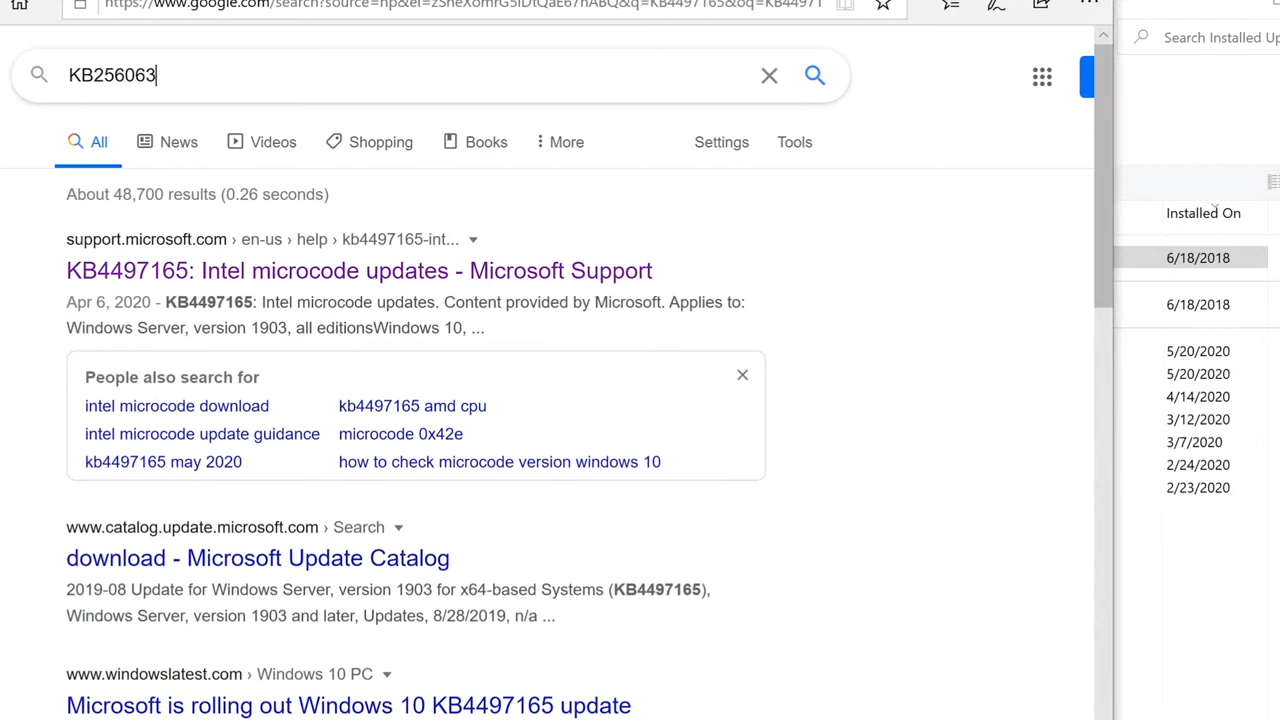 https://www.google.com/search?source=hp&ei=
&q=KB4497165&oq=KB44971
Search Installed Up
KB256063
All News Videos Shopping Books More Settings Tools
About 48,700 results (0.26 seconds)
support.microsoft.com › en-us › help › kb4497165-int...
KB4497165: Intel microcode updates - Microsoft Support
Apr 6, 2020 - KB4497165: Intel microcode updates. Content provided by Microsoft. Applies to:
Windows Server, version 1903, all editionsWindows 10, ...
People also search for
intel microcode download kb4497165 amd cpu
intel microcode update guidance microcode 0x42e
kb4497165 may 2020 how to check microcode version windows 10
www.catalog.update.microsoft.com › Search
download - Microsoft Update Catalog
2019-08 Update for Windows Server, version 1903 for x64-based Systems (KB4497165),
Windows Server, version 1903 and later, Updates, 8/28/2019, n/a ...
www.windowslatest.com › Windows 10 PC
Microsoft is rolling out Windows 10 KB4497165 update
Installed On
6/18/2018
6/18/2018
5/20/2020
5/20/2020
4/14/2020
3/12/2020
3/7/2020
2/24/2020
2/23/2020